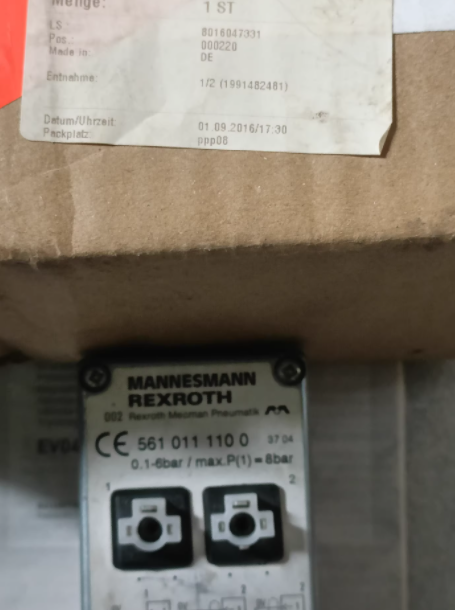 Menge: 1 ST
LS.: 8016047331
Pos.: 000220
Made in: DE
Entnahme: 1/2 (1991482481)
Datum/Uhrzeit: 01.09.2016/17:30
Packplatz: ppp08
MANNESMANN
REXROTH
D02 Rexroth Mecman Pneumatik
CE 561 011 110 0 37 04
0.1-6bar / max.P(1) = 8bar
1 2